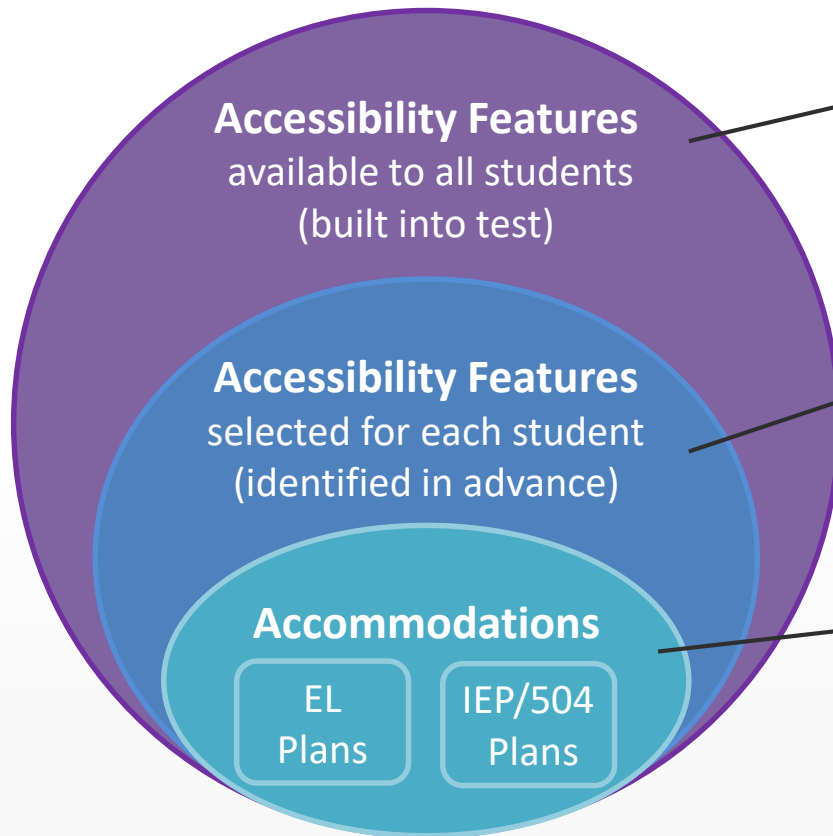 Accessibility Features
available to all students
(built into test)
Accessibility Features
selected for each student
(identified in advance)
Accommodations
EL
Plans
IEP/504
Plans